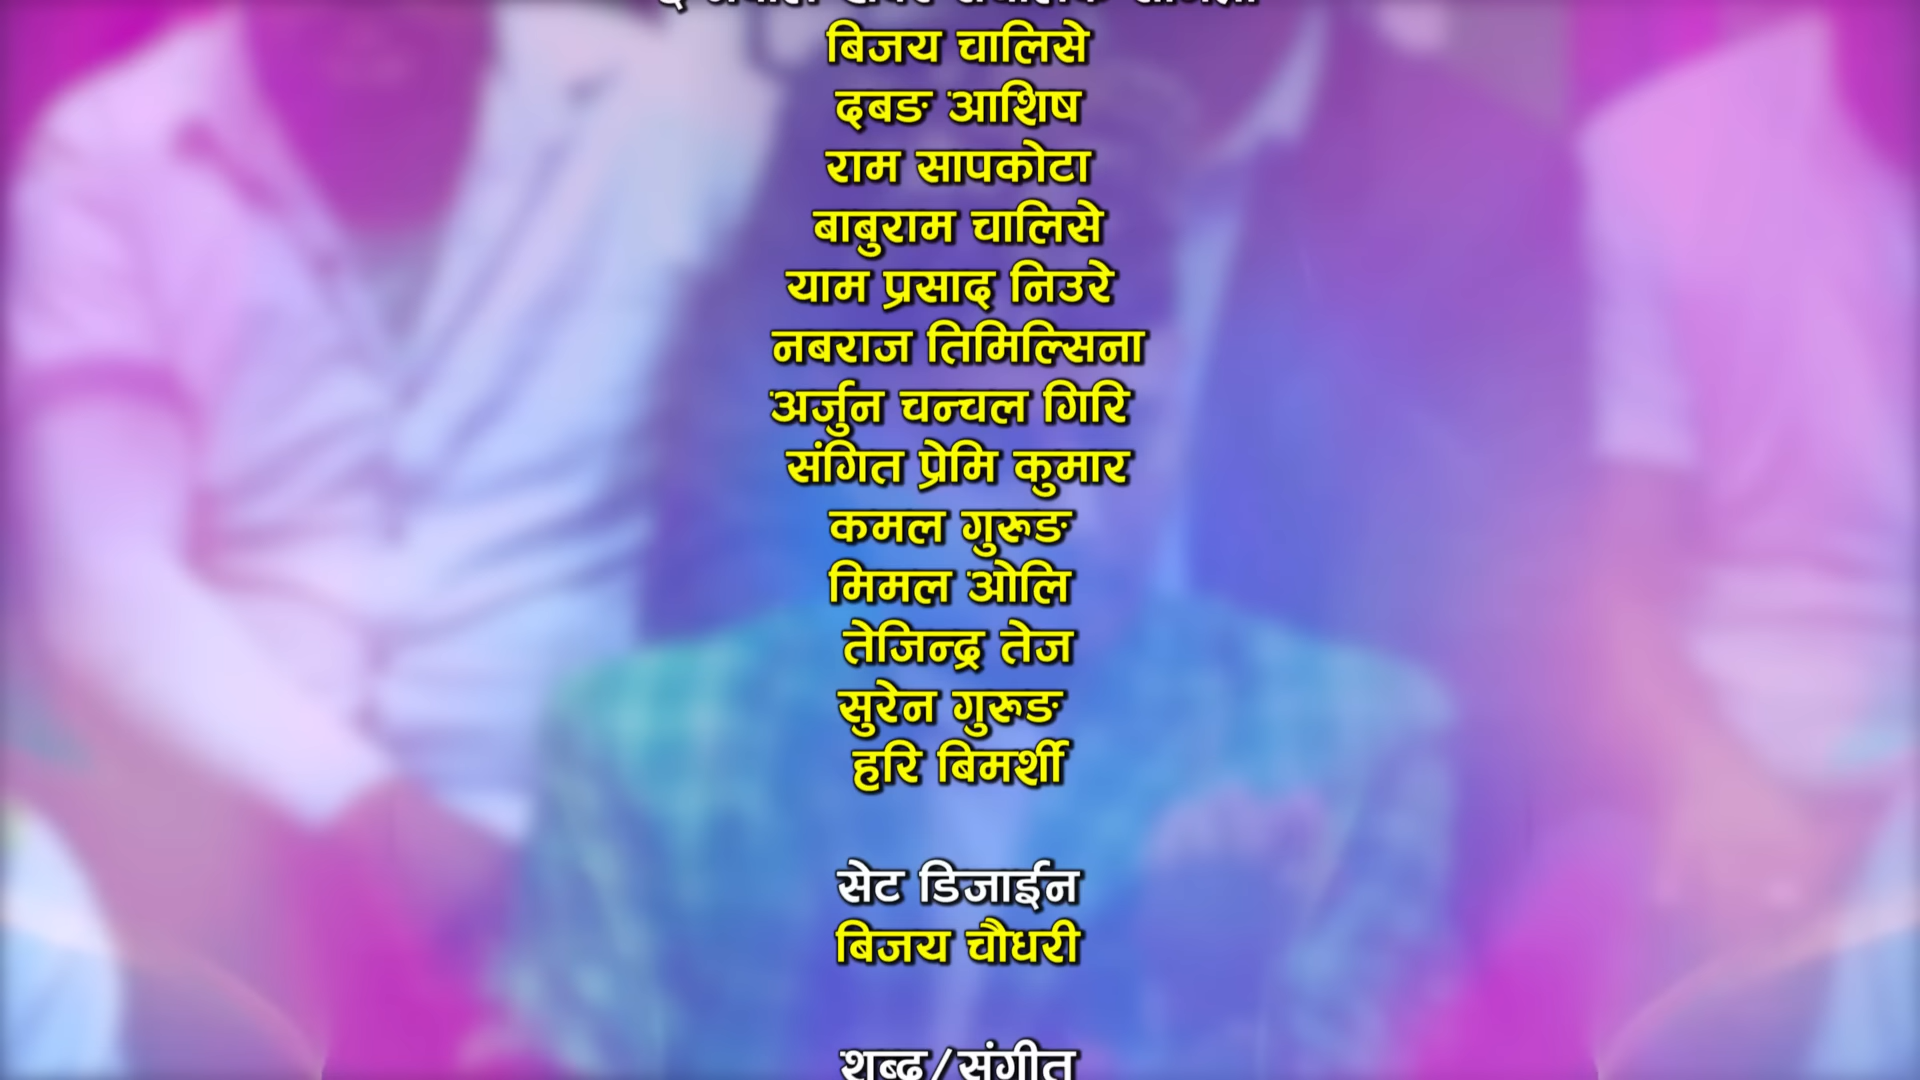 बिजय चालिसे
दबङ आशिष
राम सापकोटा
बाबुराम चालिसे
याम प्रसाद निउरे
नबराज तिमिल्सिना
अर्जुन चन्चल गिरि
संगित प्रेमि कुमार
कमल गुरूङ
मिमल ओलि
तेजिन्द्र तेज
सुरेन गुरूङ
हरि बिमर्शी
सेट डिजाईन
बिजय चौधरी
शब्द/संगीत